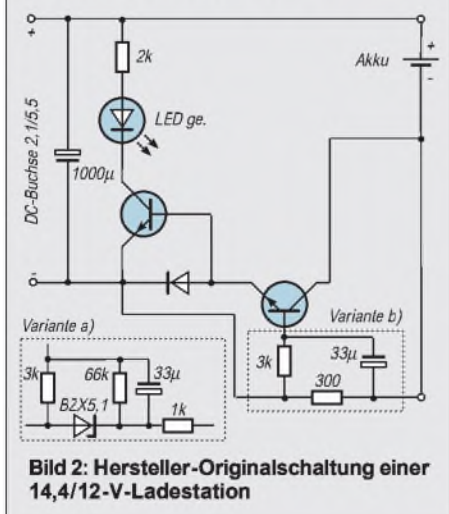 +
2k
Akku
+
-
LED ge.
DC-Buchse 2,1/5,5
1000µ
-
Variante a)
Variante b)
3k
66k
33µ
B2X5.1
1k
3k
33µ
300
Bild 2: Hersteller-Originalschaltung einer
14,4/12-V-Ladestation